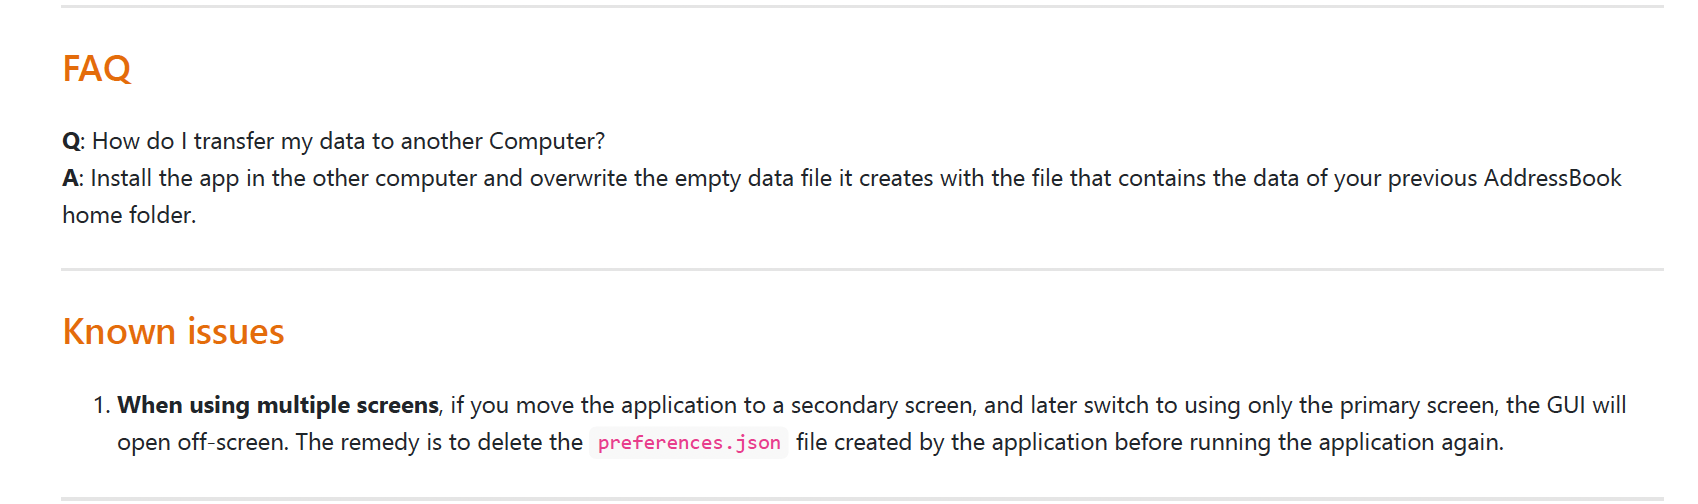 FAQ
Q: How do I transfer my data to another Computer?
A: Install the app in the other computer and overwrite the empty data file it creates with the file that contains the data of your previous AddressBook
home folder.
Known issues
1. When using multiple screens, if you move the application to a secondary screen, and later switch to using only the primary screen, the GUI will
open off-screen. The remedy is to delete the preferences.json file created by the application before running the application again.